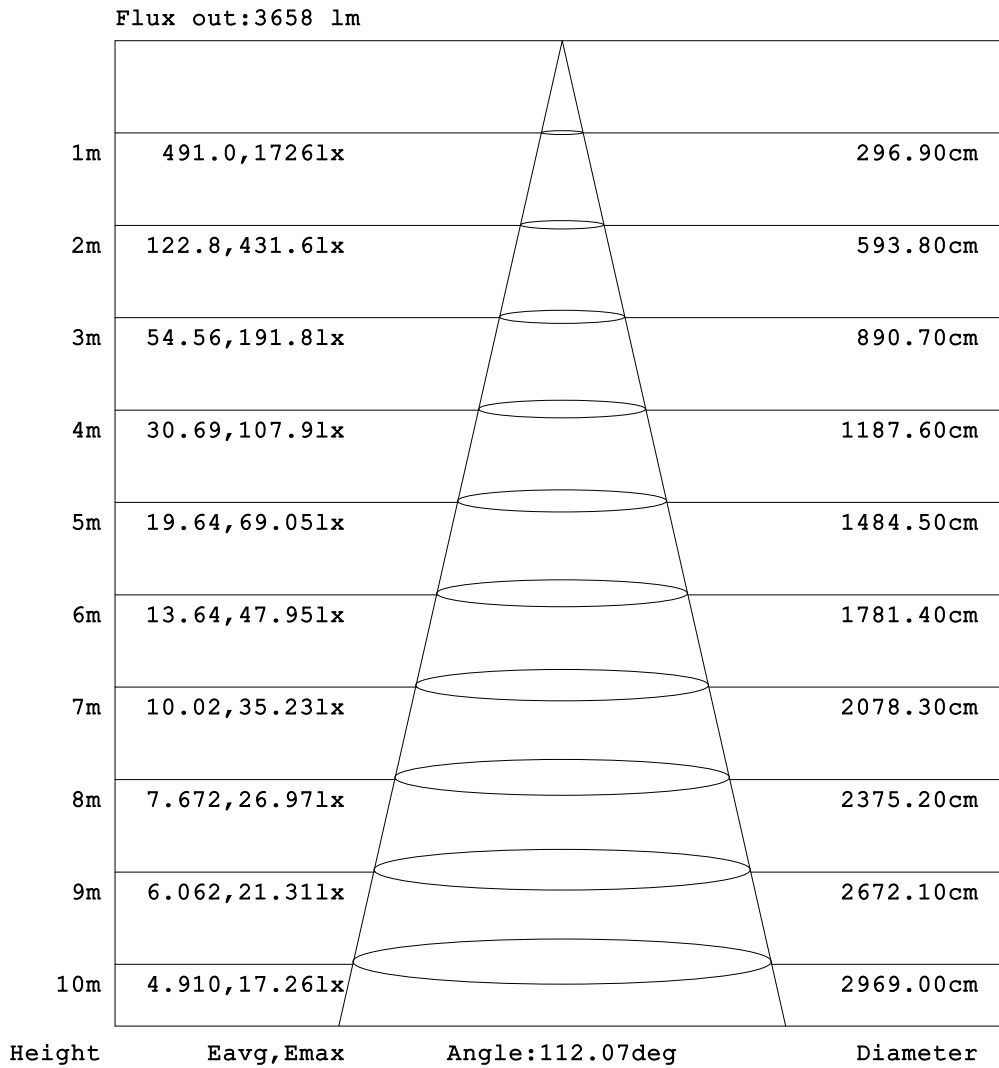 Flux out:3658 lm
1m 491.0,1726lx 296.90cm
2m 122.8,431.6lx 593.80cm
3m 54.56,191.8lx 890.70cm
4m 30.69,107.9lx 1187.60cm
5m 19.64,69.05lx 1484.50cm
6m 13.64,47.95lx 1781.40cm
7m 10.02,35.23lx 2078.30cm
8m 7.672,26.97lx 2375.20cm
9m 6.062,21.31lx 2672.10cm
10m 4.910,17.26lx 2969.00cm
Height Eavg,Emax Angle:112.07deg Diameter